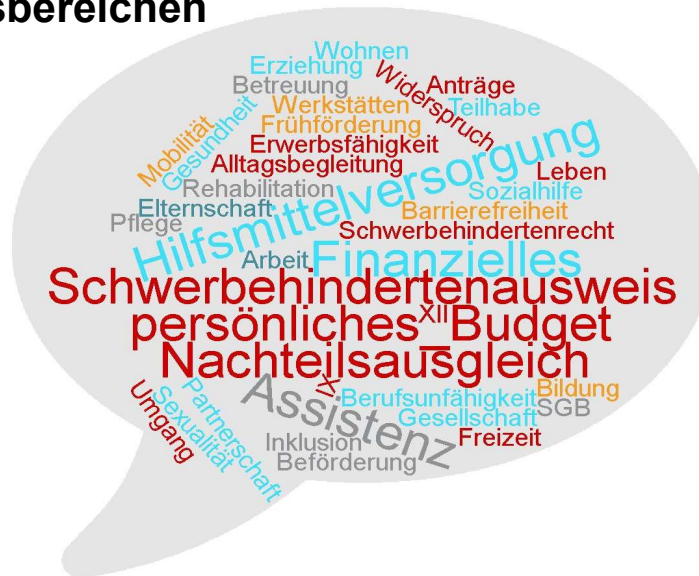 sbereichen
Wohnen
Erziehung
Widerspruch
Betreuung
Anträge
Werkstätten
Teilhabe
Mobilität
Gesundheit
Frühförderung
Erwerbsfähigkeit
Alltagsbegleitung
Hilfsmittelversorgung
Leben
Rehabilitation
Sozialhilfe
Elternschaft
Barrierefreiheit
Pflege
Schwerbehindertenrecht
Arbeit
Finanzielles
Schwerbehindertenausweis
persönliches
XII
Budget
Nachteilsausgleich
IX
Umgang
Sexualität
Partnerschaft
Assistenz
Berufsunfähigkeit
Bildung
Gesellschaft
SGB
Inklusion
Freizeit
Beförderung